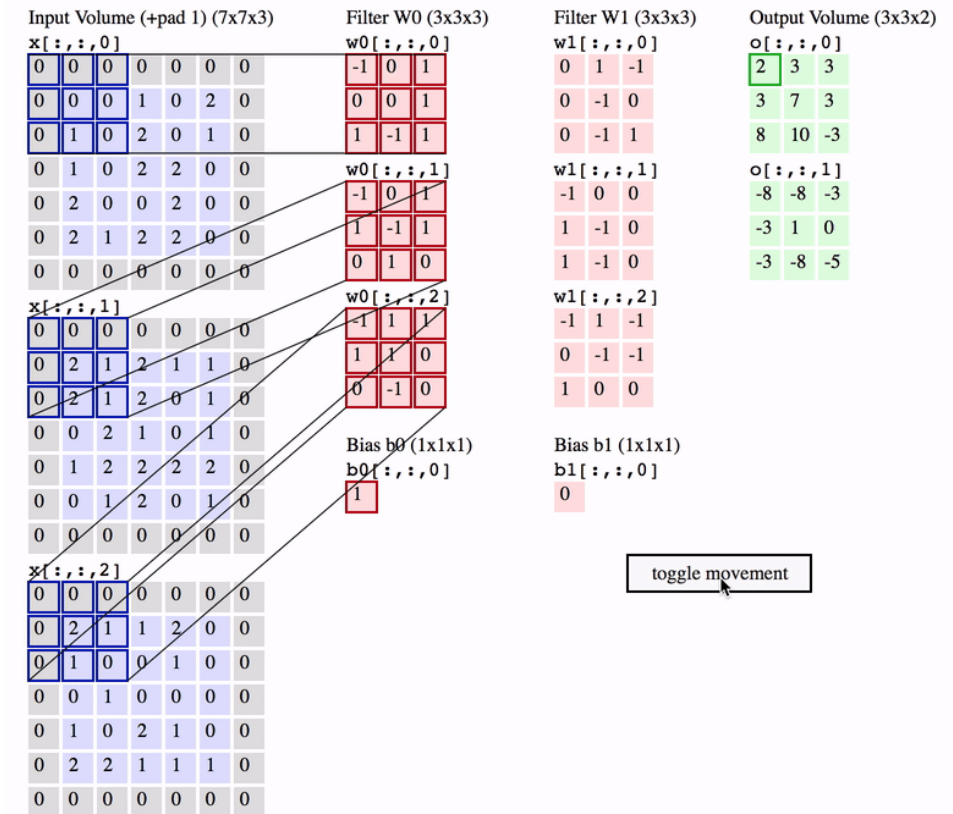 Input Volume (+pad 1) (7x7x3)
x[:,:,0]
0 0 0 0 0 0 0
0 0 0 1 0 2 0
0 1 0 2 0 1 0
0 1 0 2 2 0 0
0 2 0 0 2 0 0
0 2 1 2 2 0 0
0 0 0 0 0 0 0
x[:,:,1]
0 0 0 0 0 0 0
0 2 1 2 1 1 0
0 2 1 2 0 1 0
0 0 2 1 0 1 0
0 1 2 2 2 2 0
0 0 1 2 0 1 0
0 0 0 0 0 0 0
x[:,:,2]
0 0 0 0 0 0 0
0 2 1 1 2 0 0
0 1 0 0 1 0 0
0 0 1 0 0 0 0
0 1 0 2 1 0 0
0 2 2 1 1 1 0
0 0 0 0 0 0 0
Filter W0 (3x3x3)
w0[:,:,0]
-1 0 1
0 0 1
1 -1 1
w0[:,:,1]
-1 0 1
1 -1 1
0 1 0
w0[:,:,2]
-1 1 1
1 1 0
0 -1 0
Bias b0 (1x1x1)
b0[:,:,0]
1
Filter W1 (3x3x3)
w1[:,:,0]
0 1 -1
0 -1 0
0 -1 1
w1[:,:,1]
-1 0 0
1 -1 0
1 -1 0
w1[:,:,2]
-1 1 -1
0 -1 -1
1 0 0
Bias b1 (1x1x1)
b1[:,:,0]
0
Output Volume (3x3x2)
o[:,:,0]
2 3 3
3 7 3
8 10 -3
o[:,:,1]
-8 -8 -3
-3 1 0
-3 -8 -5
toggle movement